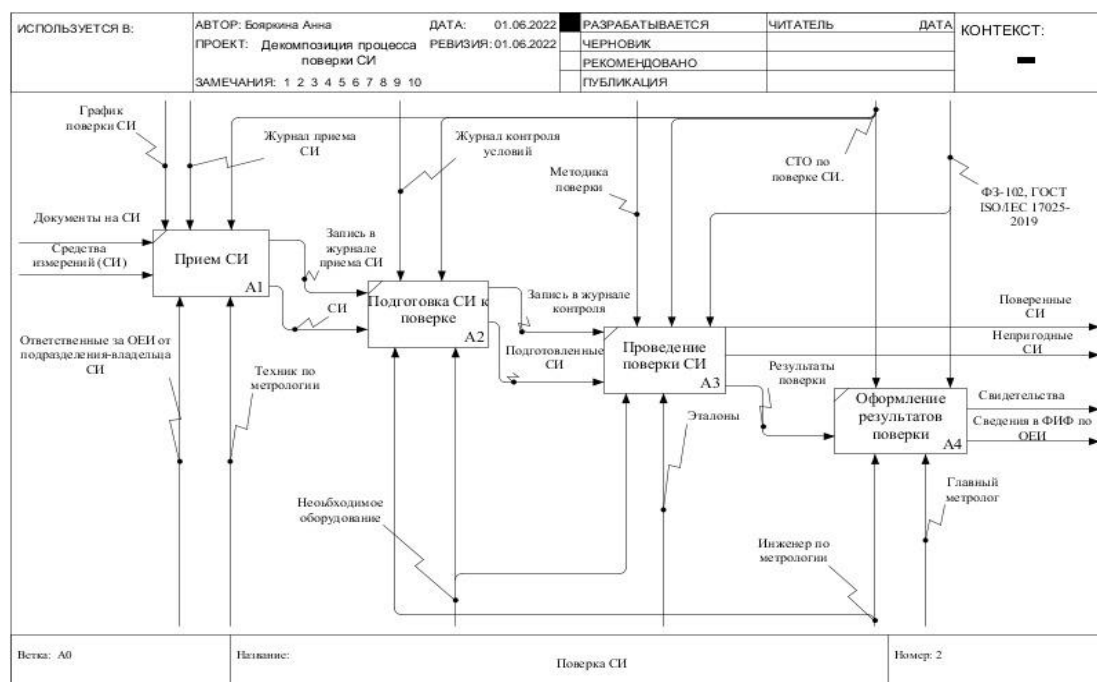 ИСПОЛЬЗУЕТСЯ В:
АВТОР: Бояркина Анна
ДАТА: 01.06.2022
ПРОЕКТ: Декомпозиция процесса
поверки СИ
РЕВИЗИЯ: 01.06.2022
ЗАМЕЧАНИЯ: 1 2 3 4 5 6 7 8 9 10
РАЗРАБАТЫВАЕТСЯ
ЧЕРНОВИК
РЕКОМЕНДОВАНО
ПУБЛИКАЦИЯ
ЧИТАТЕЛЬ
ДАТА
КОНТЕКСТ:
График
поверки СИ
Журнал приема
СИ
Журнал контроля
условий
Методика
поверки
СТО по
поверке СИ.
ФЗ-102, ГОСТ
ISO/IEC 17025-
2019
Документы на СИ
Средства
измерений (СИ)
Прием СИ
A1
Запись в
журнале
приема СИ
СИ
Подготовка СИ к
поверке
A2
Запись в журнале
контроля
Подготовленные
СИ
Проведение
поверки СИ
A3
Поверенные
СИ
Непригодные
СИ
Результаты
поверки
Оформление
результатов
поверки
A4
Свидетельства
Сведения в ФИФ по
ОЕИ
Ответственные за ОЕИ от
подразделения-владельца
СИ
Техник по
метрологии
Эталоны
Неоьбходимое
оборудование
Инженер по
метрологии
Главный
метролог
Ветка: A0
Название:
Поверка СИ
Номер: 2